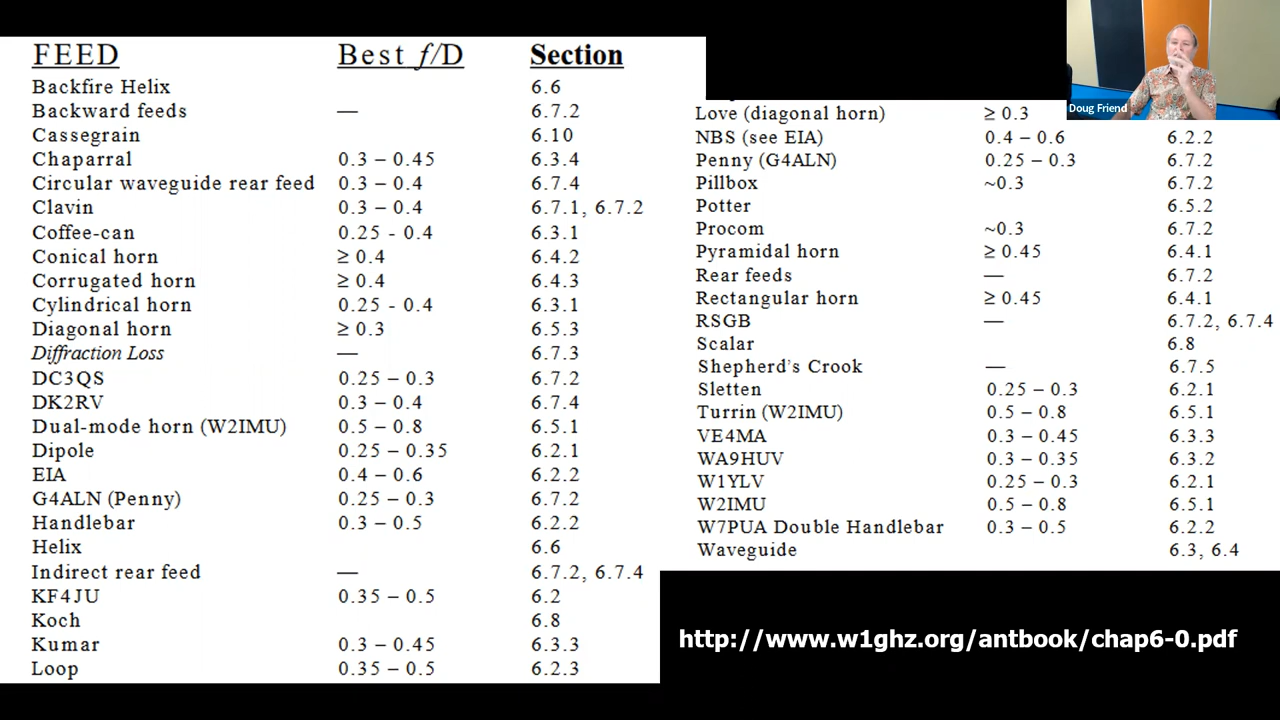 FEED Best f/D Section
Backfire Helix 6.6
Backward feeds — 6.7.2
Cassegrain 6.10
Chaparral 0.3 – 0.45 6.3.4
Circular waveguide rear feed 0.3 – 0.4 6.7.4
Clavin 0.3 – 0.4 6.7.1, 6.7.2
Coffee-can 0.25 - 0.4 6.3.1
Conical horn ≥ 0.4 6.4.2
Corrugated horn ≥ 0.4 6.4.3
Cylindrical horn 0.25 - 0.4 6.3.1
Diagonal horn ≥ 0.3 6.5.3
Diffraction Loss — 6.7.3
DC3QS 0.25 – 0.3 6.7.2
DK2RV 0.3 – 0.4 6.7.4
Dual-mode horn (W2IMU) 0.5 – 0.8 6.5.1
Dipole 0.25 – 0.35 6.2.1
EIA 0.4 – 0.6 6.2.2
G4ALN (Penny) 0.25 – 0.3 6.7.2
Handlebar 0.3 – 0.5 6.2.2
Helix 6.6
Indirect rear feed — 6.7.2, 6.7.4
KF4JU 0.35 – 0.5 6.2
Koch 6.8
Kumar 0.3 – 0.45 6.3.3
Loop 0.35 – 0.5 6.2.3
Love (diagonal horn) ≥ 0.3
NBS (see EIA) 0.4 – 0.6 6.2.2
Penny (G4ALN) 0.25 – 0.3 6.7.2
Pillbox ~0.3 6.7.2
Potter 6.5.2
Procom ~0.3 6.7.2
Pyramidal horn ≥ 0.45 6.4.1
Rear feeds — 6.7.2
Rectangular horn ≥ 0.45 6.4.1
RSGB — 6.7.2, 6.7.4
Scalar 6.8
Shepherd's Crook — 6.7.5
Sletten 0.25 – 0.3 6.2.1
Turrin (W2IMU) 0.5 – 0.8 6.5.1
VE4MA 0.3 – 0.45 6.3.3
WA9HUV 0.3 – 0.35 6.3.2
W1YLV 0.25 – 0.3 6.2.1
W2IMU 0.5 – 0.8 6.5.1
W7PUA Double Handlebar 0.3 – 0.5 6.2.2
Waveguide 6.3, 6.4
http://www.w1ghz.org/antbook/chap6-0.pdf
Doug Friend